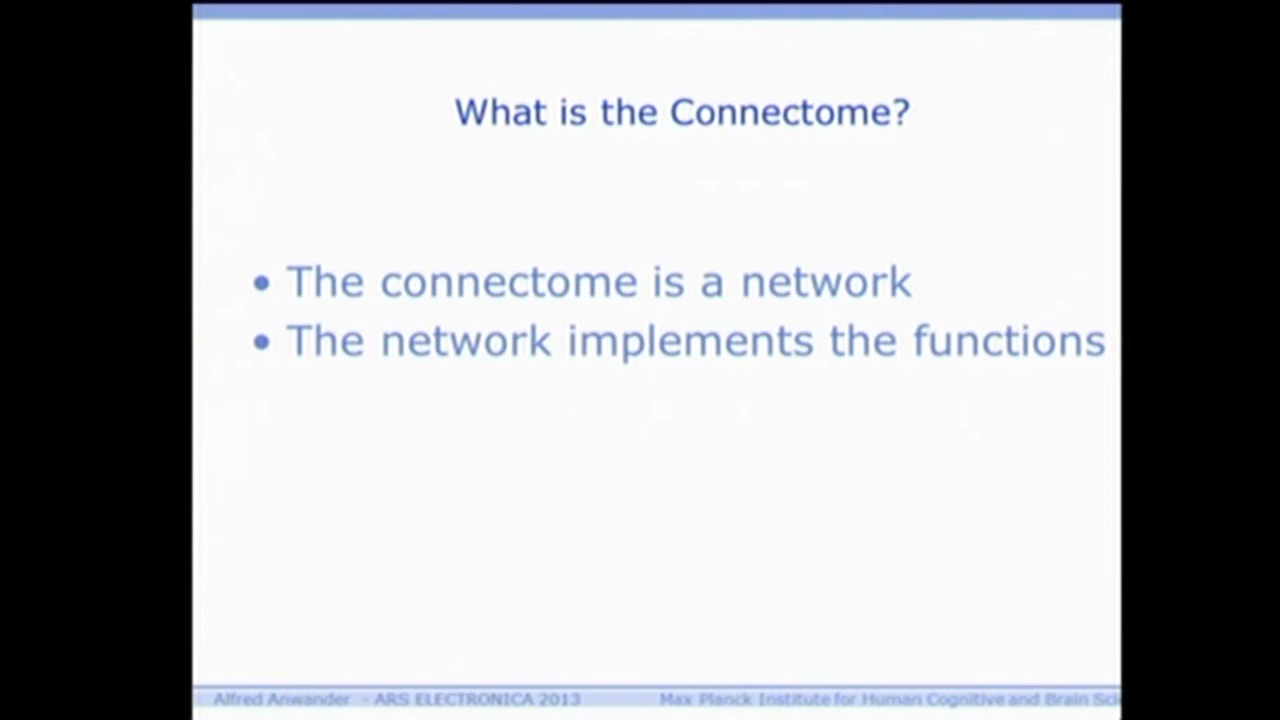 What is the Connectome?
• The connectome is a network
• The network implements the functions
Alfred Anwander - ARS ELECTRONICA 2013 Max Planck Institute for Human Cognitive and Brain Sci